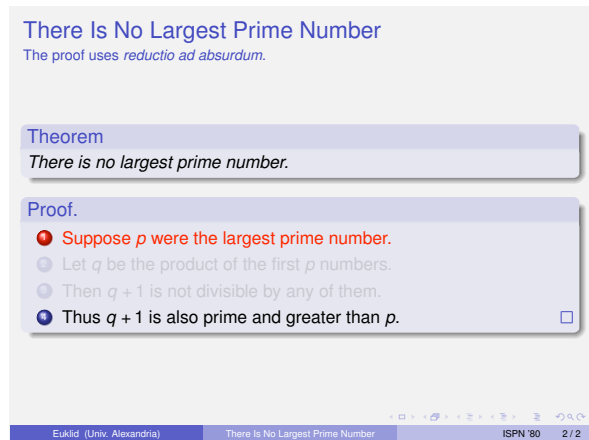 There Is No Largest Prime Number
The proof uses reductio ad absurdum.
Theorem
There is no largest prime number.
Proof.
1 Suppose p were the largest prime number.
2 Let q be the product of the first p numbers.
3 Then q + 1 is not divisible by any of them.
4 Thus q + 1 is also prime and greater than p.
Euklid (Univ. Alexandria) There Is No Largest Prime Number ISPN '80 2 / 2